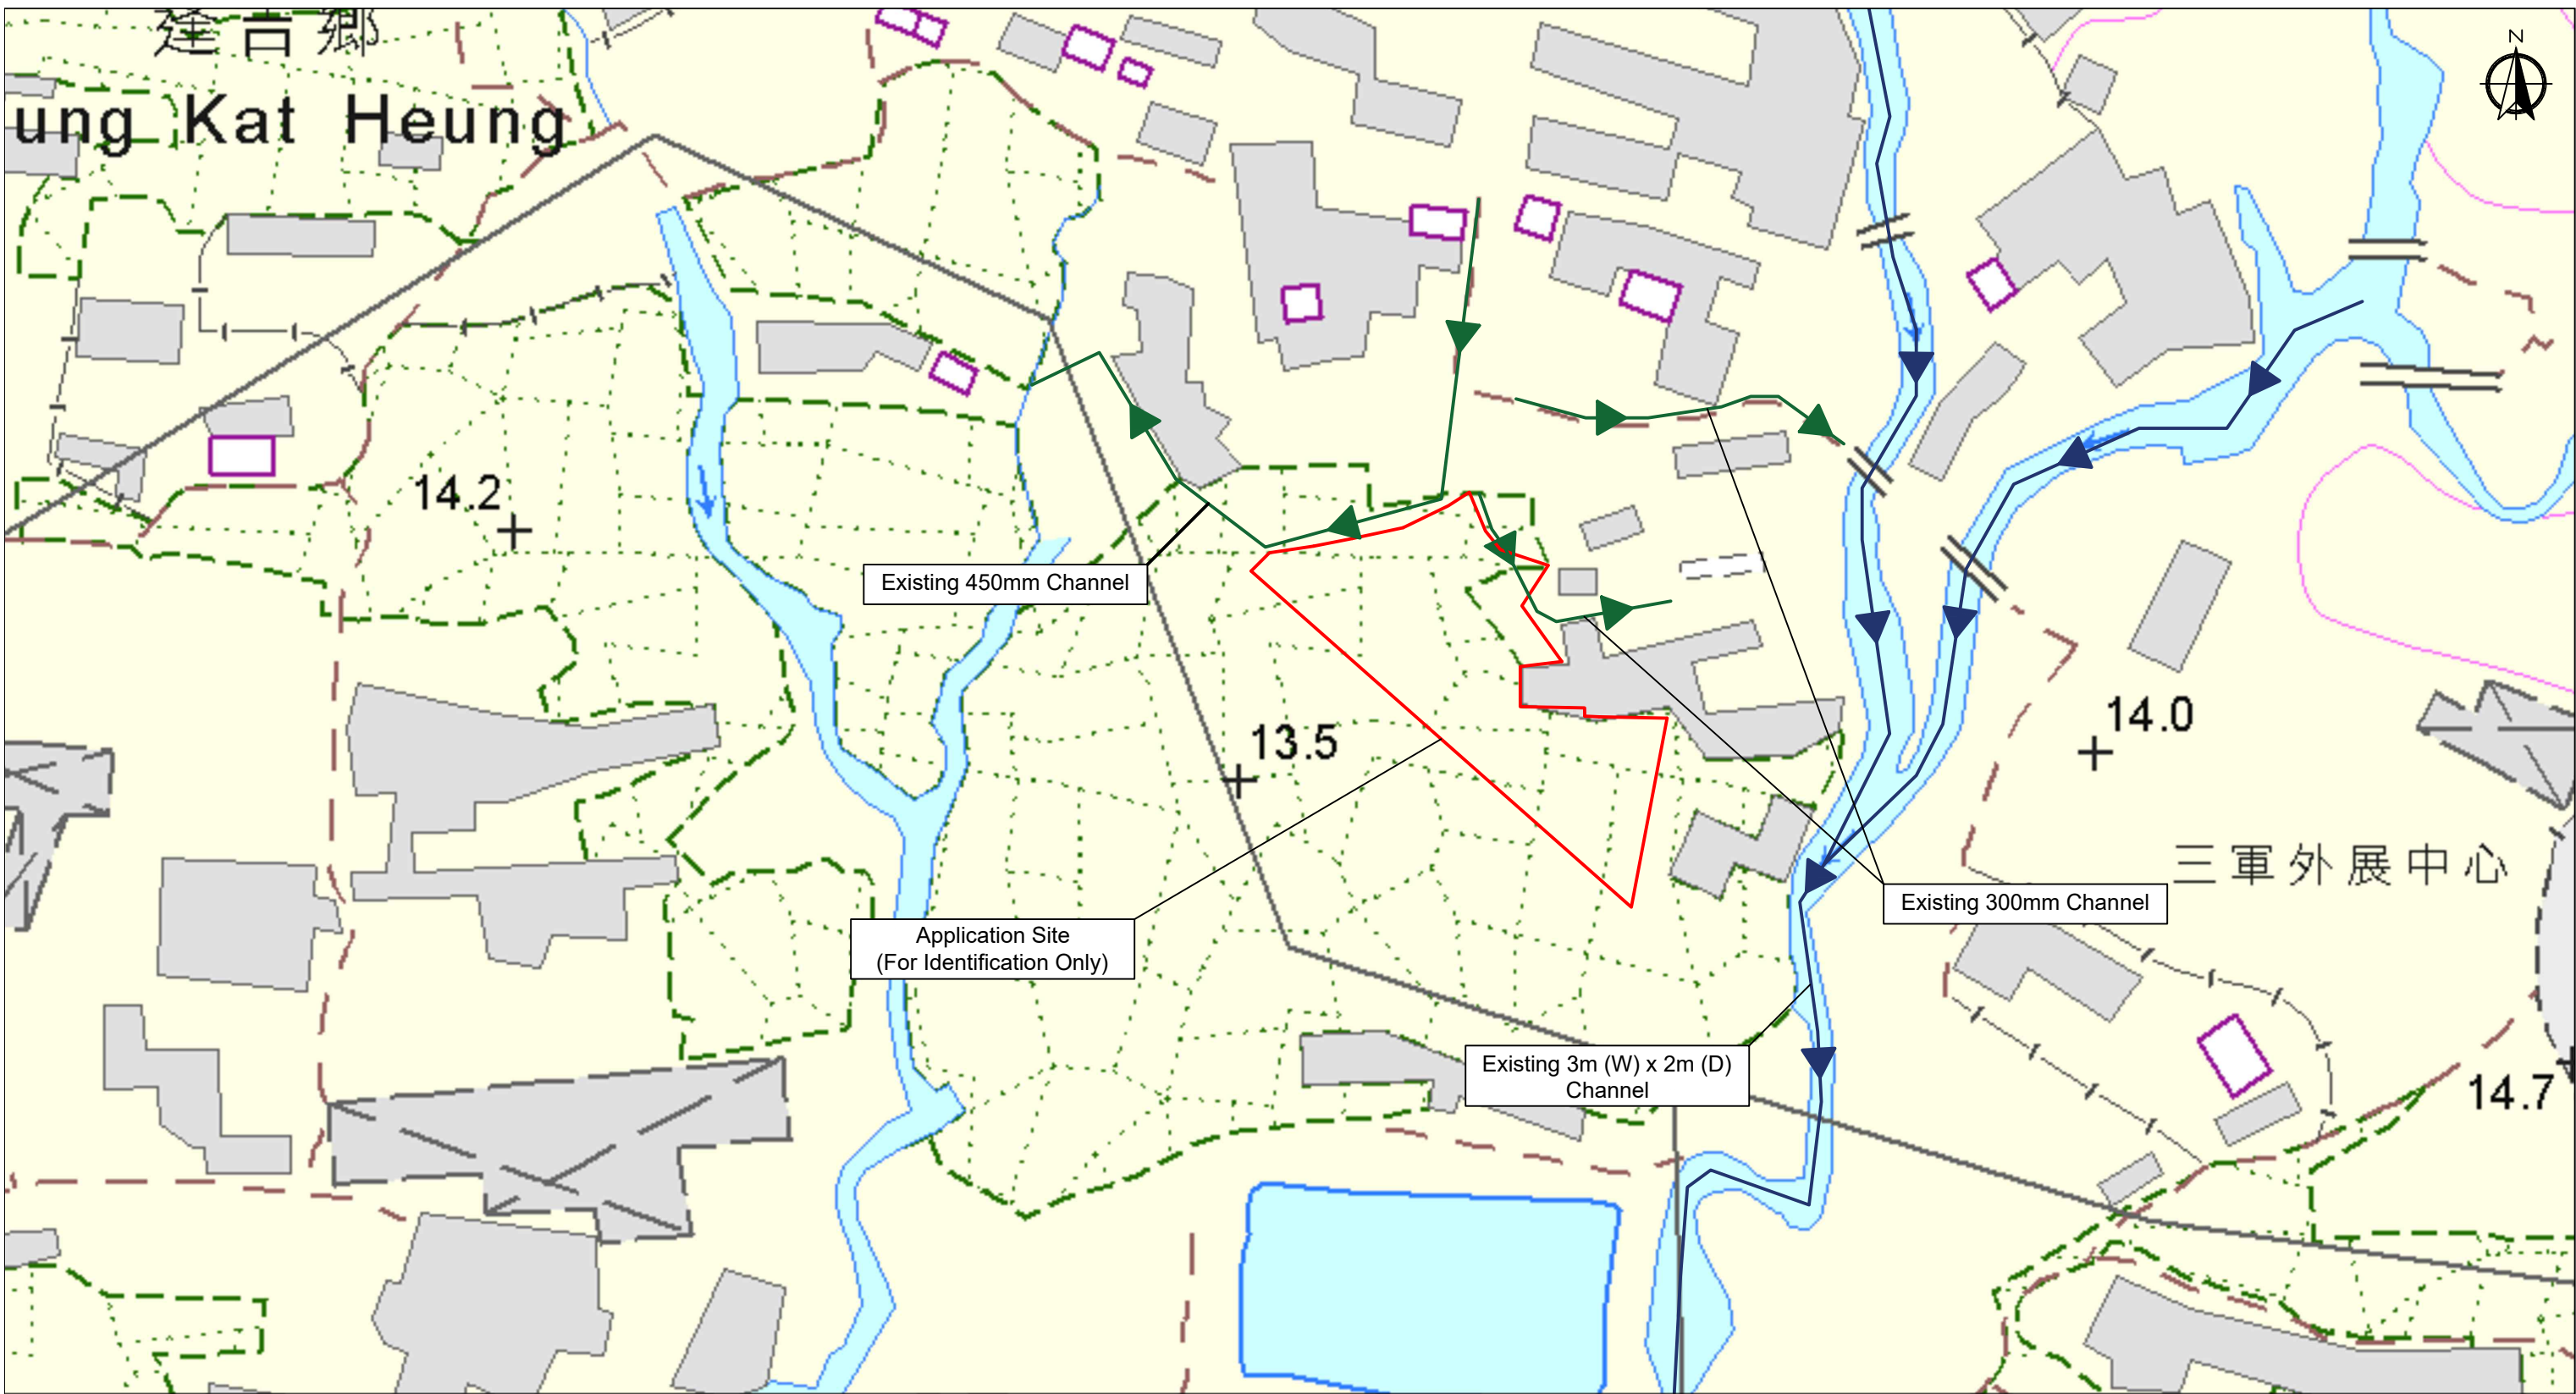 逢吉鄉
ung Kat Heung
N
14.2
Existing 450mm Channel
13.5
14.0
三軍外展中心
Existing 300mm Channel
Application Site
(For Identification Only)
Existing 3m (W) x 2m (D)
Channel
14.7